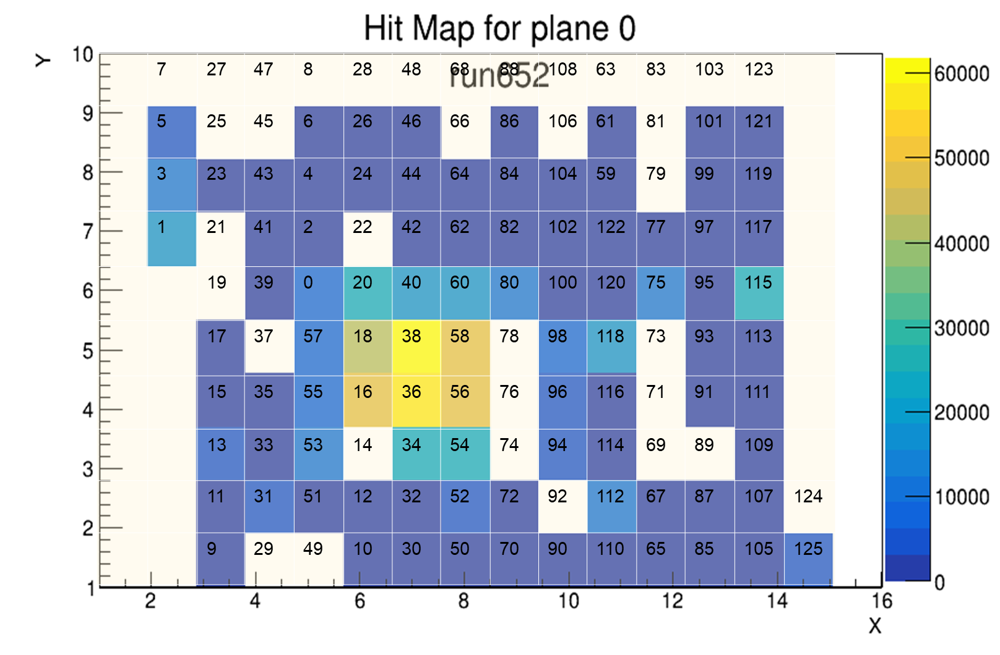 Hit Map for plane 0
run652
Y
10
9
8
7
6
5
4
3
2
1
7 27 47 8 28 48 68 88 108 63 83 103 123
5 25 45 6 26 46 66 86 106 61 81 101 121
3 23 43 4 24 44 64 84 104 59 79 99 119
1 21 41 2 22 42 62 82 102 122 77 97 117
19 39 0 20 40 60 80 100 120 75 95 115
17 37 57 18 38 58 78 98 118 73 93 113
15 35 55 16 36 56 76 96 116 71 91 111
13 33 53 14 34 54 74 94 114 69 89 109
11 31 51 12 32 52 72 92 112 67 87 107 124
9 29 49 10 30 50 70 90 110 65 85 105 125
2 4 6 8 10 12 14 16
X
60000
50000
40000
30000
20000
10000
0